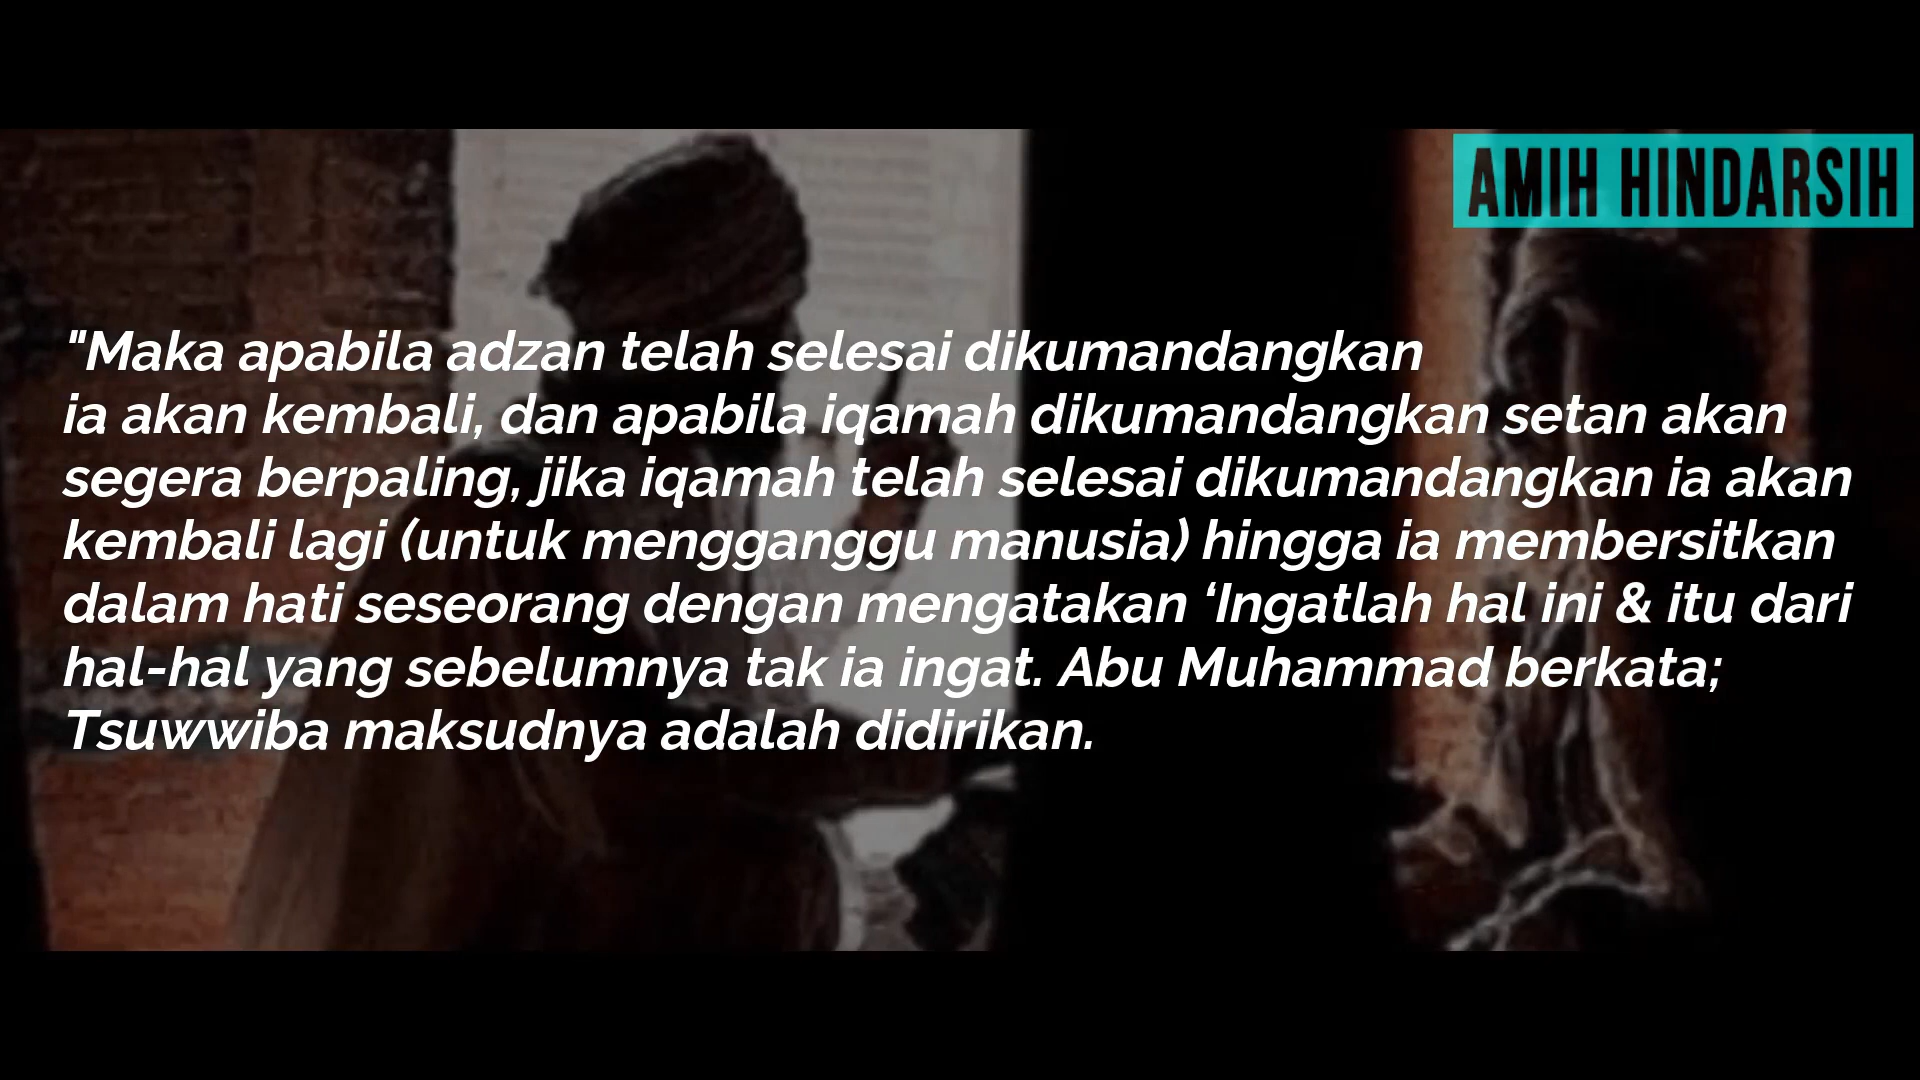 AMIH HINDARSIH
"Maka apabila adzan telah selesai dikumandangkan
ia akan kembali, dan apabila iqamah dikumandangkan setan akan
segera berpaling, jika iqamah telah selesai dikumandangkan ia akan
kembali lagi (untuk mengganggu manusia) hingga ia membersitkan
dalam hati seseorang dengan mengatakan ‘Ingatlah hal ini & itu dari
hal-hal yang sebelumnya tak ia ingat. Abu Muhammad berkata;
Tsuwwiba maksudnya adalah didirikan.